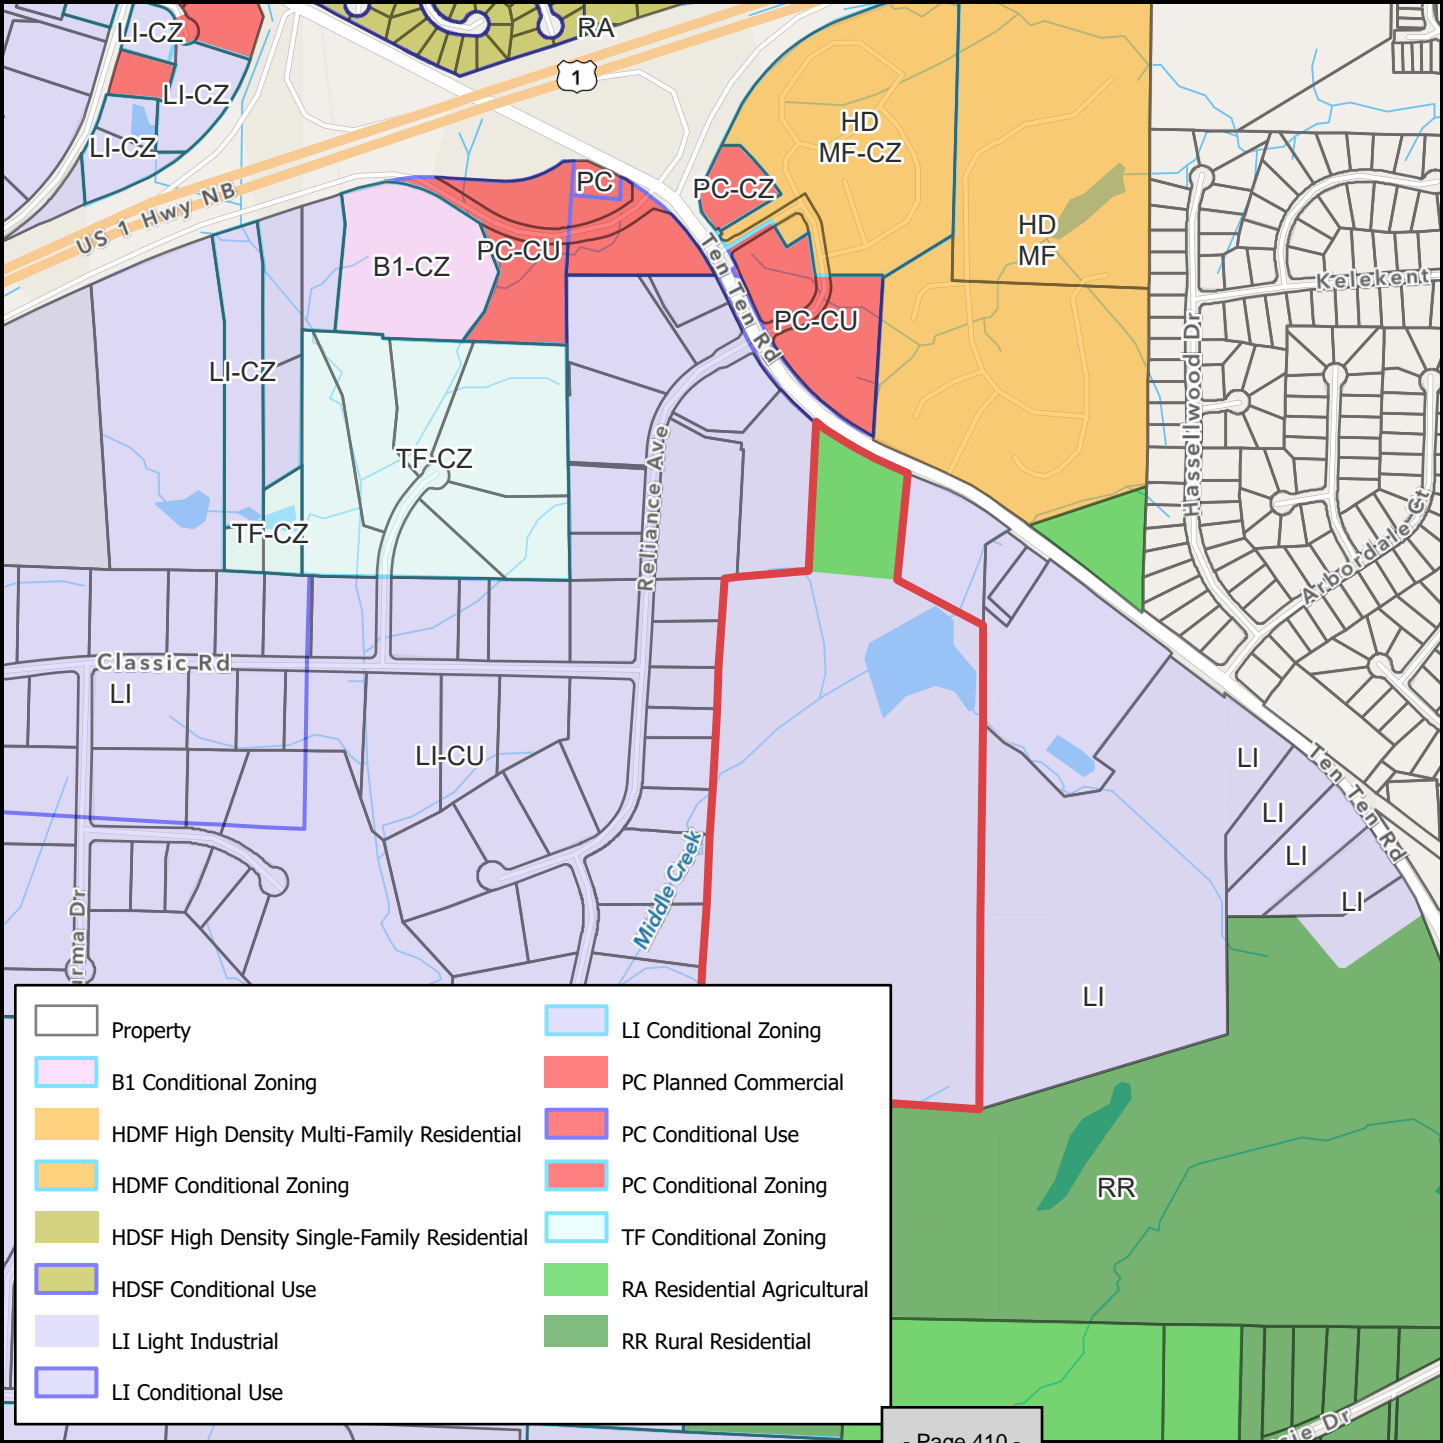 LI-CZ
RA
1
LI-CZ
HD
MF-CZ
LI-CZ
PC
PC-CZ
US 1 Hwy NB
HD
MF
PC-CU
B1-CZ
Ten Ten Rd
Kelekent
PC-CU
Hassellwood Dr
LI-CZ
TF-CZ
Reliance Ave
TF-CZ
Arbordale Ct
Classic Rd
LI
LI-CU
LI
Ten Ten Rd
LI
LI
Middle Creek
LI
urma Dr
LI
Property
B1 Conditional Zoning
HDMF High Density Multi-Family Residential
HDMF Conditional Zoning
HDSF High Density Single-Family Residential
HDSF Conditional Use
LI Light Industrial
LI Conditional Use
LI Conditional Zoning
PC Planned Commercial
PC Conditional Use
PC Conditional Zoning
TF Conditional Zoning
RA Residential Agricultural
RR Rural Residential
RR
sie Dr
- Page 410 -